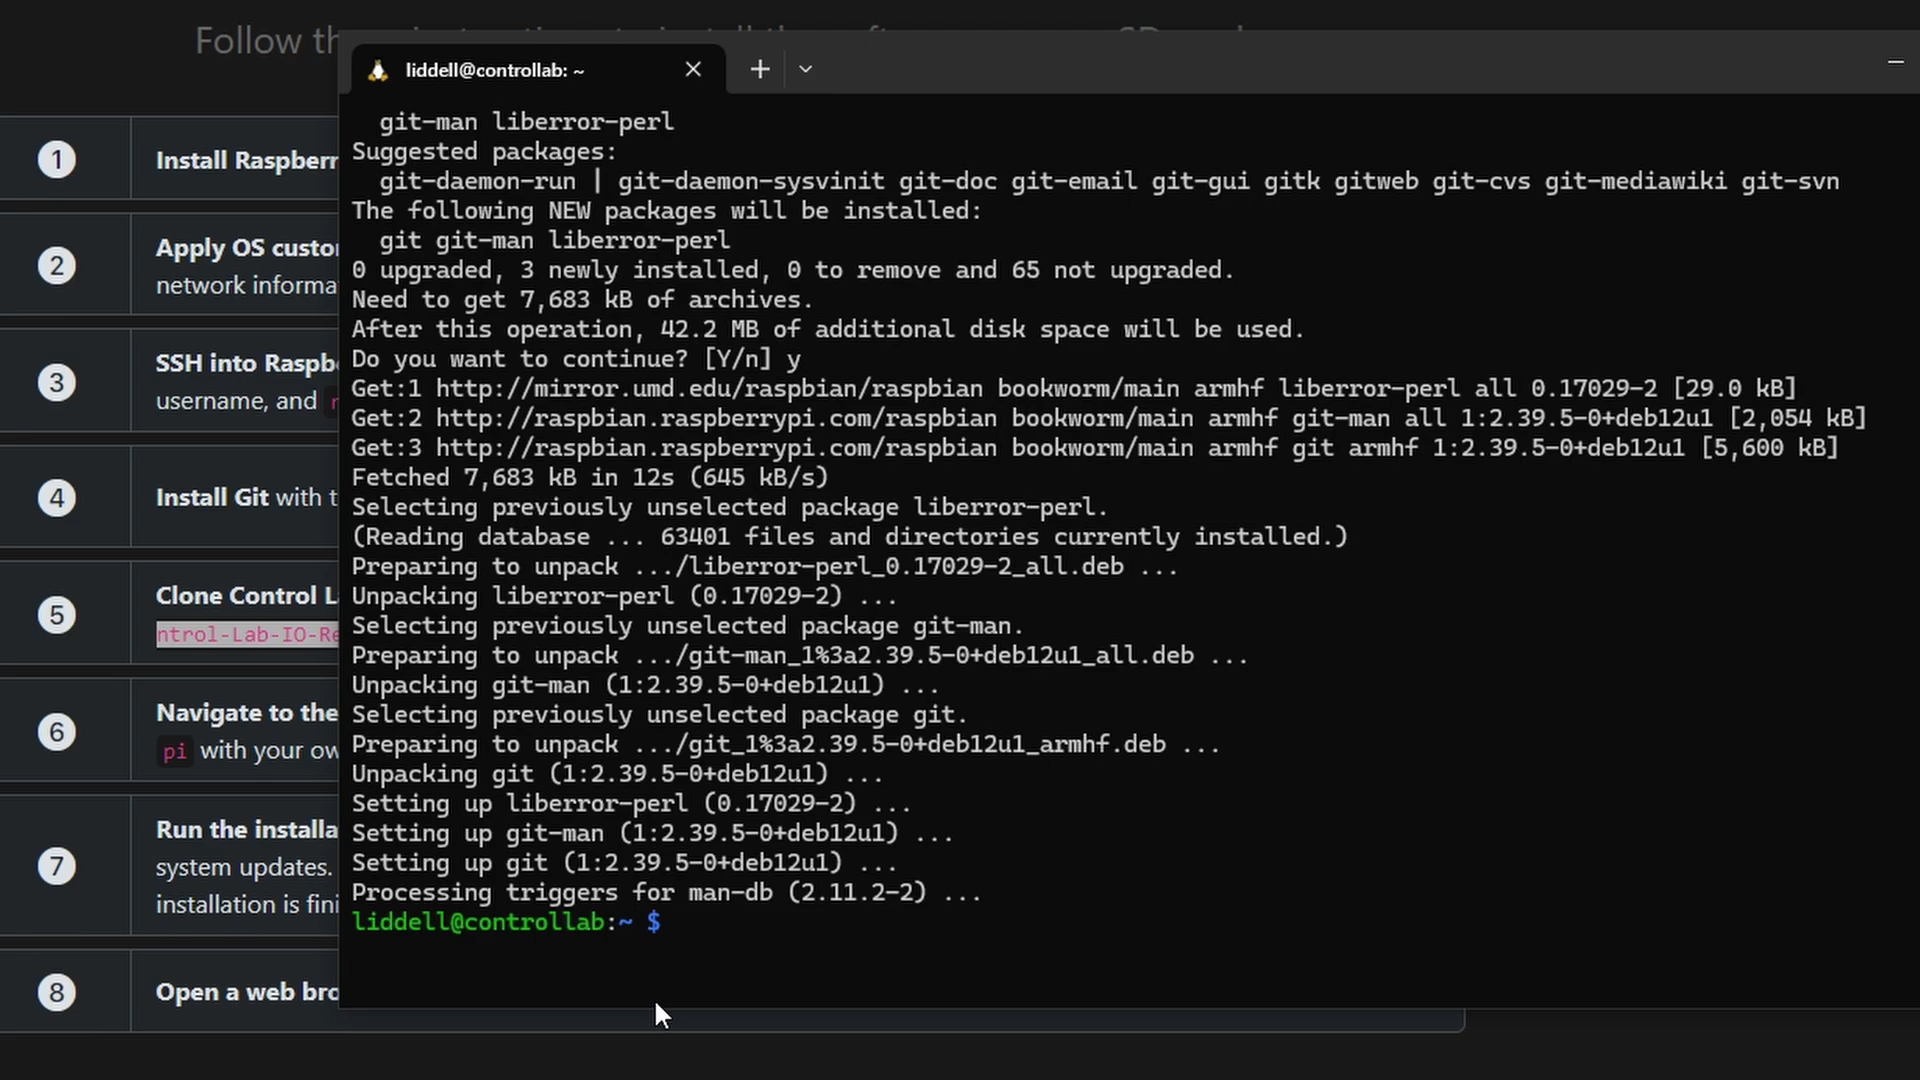 Follow th
liddell@controllab: ~
git-man liberror-perl
Suggested packages:
git-daemon-run | git-daemon-sysvinit git-doc git-email git-gui gitk gitweb git-cvs git-mediawiki git-svn
The following NEW packages will be installed:
git git-man liberror-perl
0 upgraded, 3 newly installed, 0 to remove and 65 not upgraded.
Need to get 7,683 kB of archives.
After this operation, 42.2 MB of additional disk space will be used.
Do you want to continue? [Y/n] y
Get:1 http://mirror.umd.edu/raspbian/raspbian bookworm/main armhf liberror-perl all 0.17029-2 [29.0 kB]
Get:2 http://raspbian.raspberrypi.com/raspbian bookworm/main armhf git-man all 1:2.39.5-0+deb12u1 [2,054 kB]
Get:3 http://raspbian.raspberrypi.com/raspbian bookworm/main armhf git armhf 1:2.39.5-0+deb12u1 [5,600 kB]
Fetched 7,683 kB in 12s (645 kB/s)
Selecting previously unselected package liberror-perl.
(Reading database ... 63401 files and directories currently installed.)
Preparing to unpack .../liberror-perl_0.17029-2_all.deb ...
Unpacking liberror-perl (0.17029-2) ...
Selecting previously unselected package git-man.
Preparing to unpack .../git-man_1%3a2.39.5-0+deb12u1_all.deb ...
Unpacking git-man (1:2.39.5-0+deb12u1) ...
Selecting previously unselected package git.
Preparing to unpack .../git_1%3a2.39.5-0+deb12u1_armhf.deb ...
Unpacking git (1:2.39.5-0+deb12u1) ...
Setting up liberror-perl (0.17029-2) ...
Setting up git-man (1:2.39.5-0+deb12u1) ...
Setting up git (1:2.39.5-0+deb12u1) ...
Processing triggers for man-db (2.11.2-2) ...
liddell@controllab:~ $
1 Install Raspberr
2 Apply OS custo
network informa
3 SSH into Raspb
username, and
4 Install Git with t
5 Clone Control L
ntrol-Lab-IO-Re
6 Navigate to the
pi with your ow
7 Run the installa
system updates.
installation is fini
8 Open a web bro